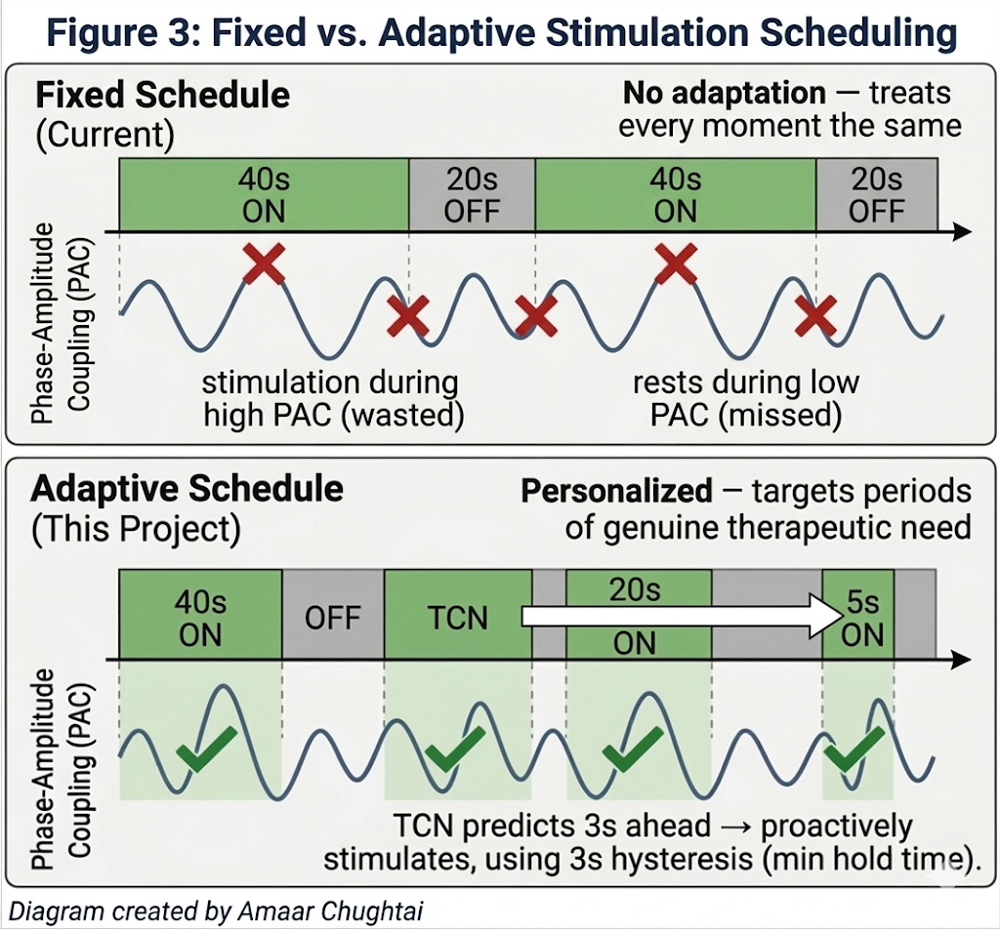 Figure 3: Fixed vs. Adaptive Stimulation Scheduling
Fixed Schedule
(Current)
No adaptation — treats
every moment the same
40s
ON
20s
OFF
40s
ON
20s
OFF
Phase-Amplitude
Coupling (PAC)
stimulation during
high PAC (wasted)
rests during low
PAC (missed)
Adaptive Schedule
(This Project)
Personalized – targets periods
of genuine therapeutic need
40s
ON
OFF
TCN
20s
ON
5s
ON
Phase-Amplitude
Coupling (PAC)
TCN predicts 3s ahead → proactively
stimulates, using 3s hysteresis (min hold time).
Diagram created by Amaar Chughtai